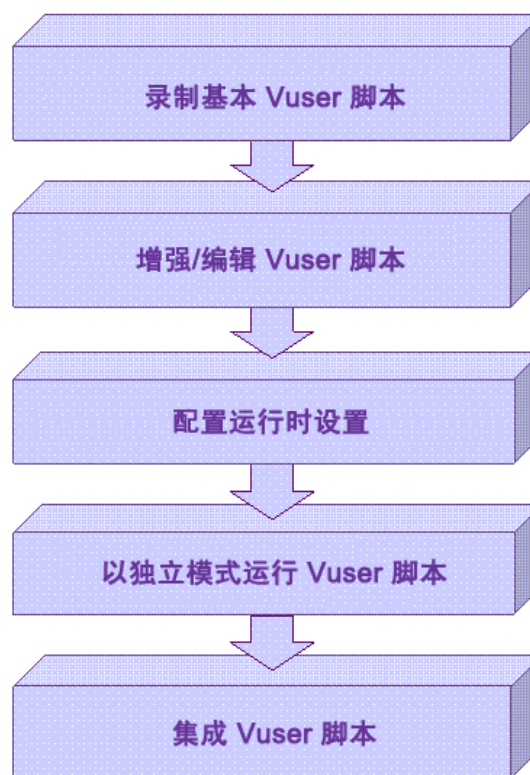 录制基本 Vuser 脚本
增强/编辑 Vuser 脚本
配置运行时设置
以独立模式运行 Vuser 脚本
集成 Vuser 脚本